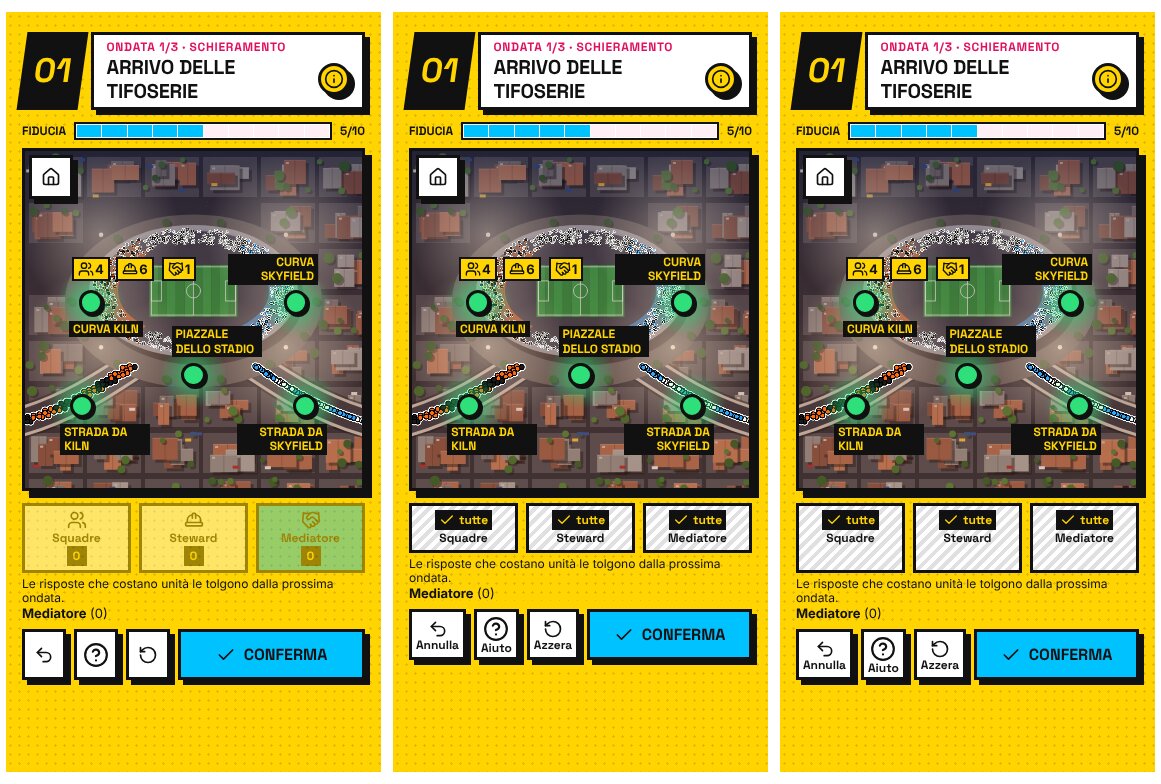 01
ONDATA 1/3 · SCHIERAMENTO
ARRIVO DELLE
TIFOSERIE
FIDUCIA
5/10
4
6
1
CURVA
SKYFIELD
CURVA KILN
PIAZZALE
DELLO STADIO
STRADA DA
KILN
STRADA DA
SKYFIELD
Squadre
0
Steward
0
Mediatore
0
Le risposte che costano unità le tolgono dalla prossima
ondata.
Mediatore (0)
CONFERMA
01
ONDATA 1/3 · SCHIERAMENTO
ARRIVO DELLE
TIFOSERIE
FIDUCIA
5/10
4
6
1
CURVA
SKYFIELD
CURVA KILN
PIAZZALE
DELLO STADIO
STRADA DA
KILN
STRADA DA
SKYFIELD
tutte
Squadre
tutte
Steward
tutte
Mediatore
Le risposte che costano unità le tolgono dalla prossima
ondata.
Mediatore (0)
Annulla
Aiuto
Azzera
CONFERMA
01
ONDATA 1/3 · SCHIERAMENTO
ARRIVO DELLE
TIFOSERIE
FIDUCIA
5/10
4
6
1
CURVA
SKYFIELD
CURVA KILN
PIAZZALE
DELLO STADIO
STRADA DA
KILN
STRADA DA
SKYFIELD
tutte
Squadre
tutte
Steward
tutte
Mediatore
Le risposte che costano unità le tolgono dalla prossima
ondata.
Mediatore (0)
Annulla
Aiuto
Azzera
CONFERMA